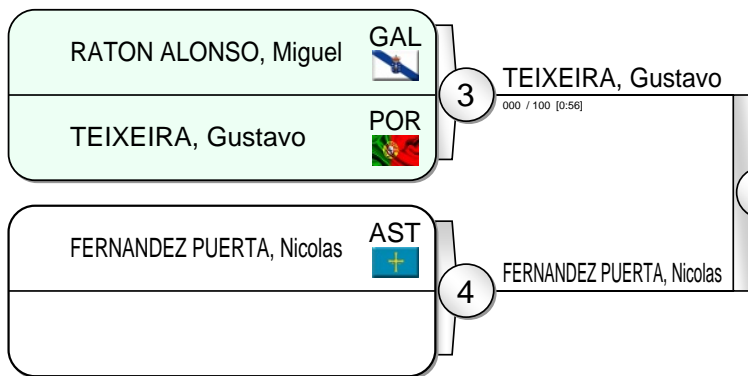 RATON ALONSO, Miguel GAL
TEIXEIRA, Gustavo POR
3
TEIXEIRA, Gustavo
000 / 100 [0:56]
FERNANDEZ PUERTA, Nicolas AST
4
FERNANDEZ PUERTA, Nicolas